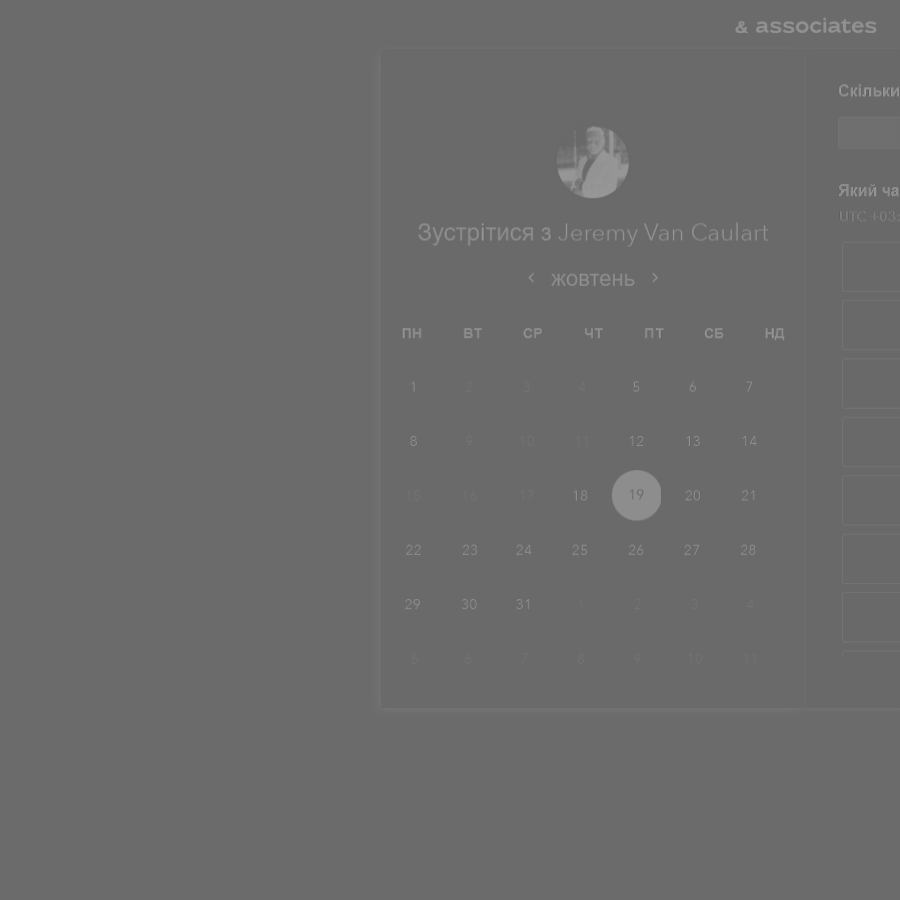 & associates
Зустрітися з Jeremy Van Caulart
жовтень
ПН ВТ СР ЧТ ПТ СБ НД
1 2 3 4 5 6 7
8 9 10 11 12 13 14
15 16 17 18 19 20 21
22 23 24 25 26 27 28
29 30 31 1 2 3 4
5 6 7 8 9 10 11
Скільки
Який ча
UTC +03: